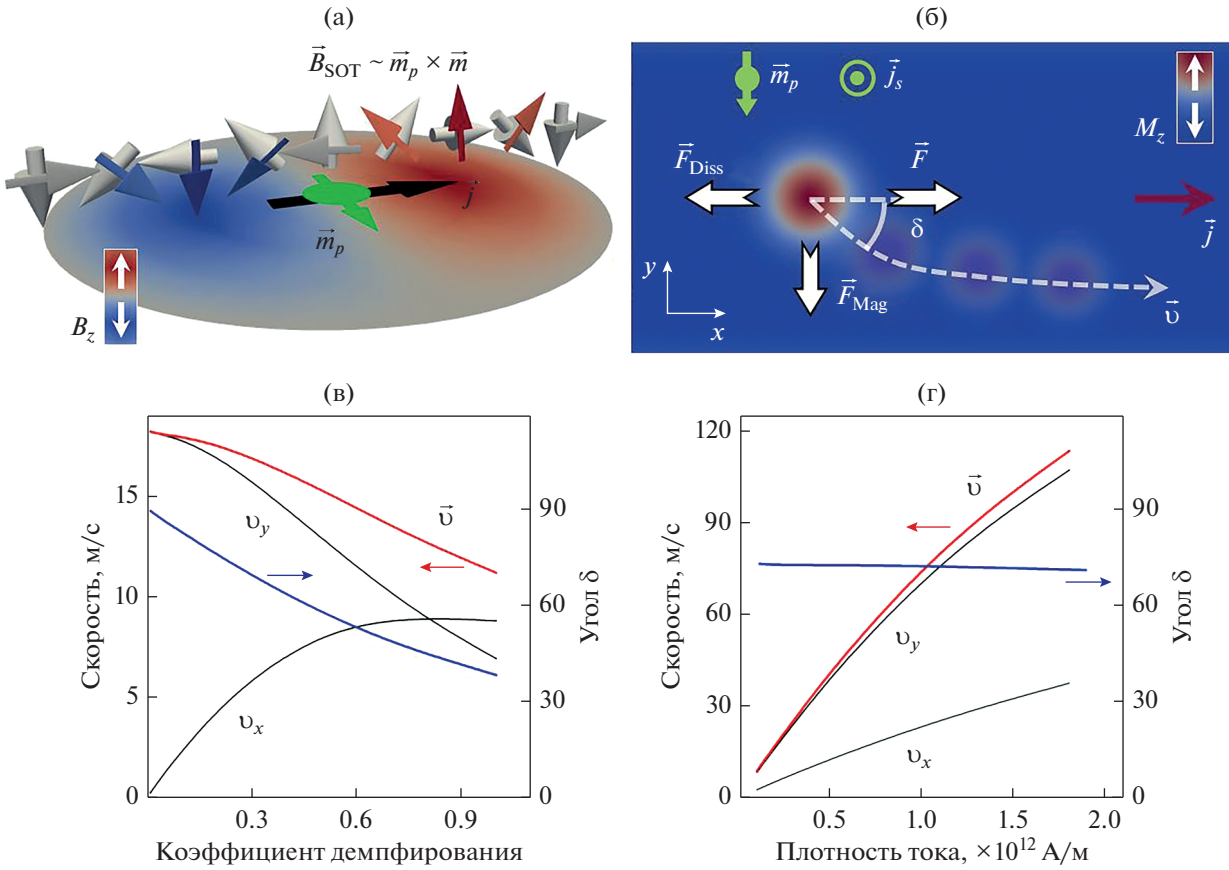 (а)
B⃗SOT ~ m⃗p × m⃗
j⃗
m⃗p
Bz
(б)
m⃗p
j⃗s
Mz
F⃗Diss
F⃗
δ
j⃗
y
x
F⃗Mag
υ⃗
(в)
Скорость, м/с
15
10
5
0
υy
υ⃗
υx
90
60
30
0
Угол δ
0.3
0.6
0.9
Коэффициент демпфирования
(г)
Скорость, м/с
120
90
60
30
0
υ⃗
υy
υx
90
60
30
0
Угол δ
0.5
1.0
1.5
2.0
Плотность тока, ×10¹² А/м